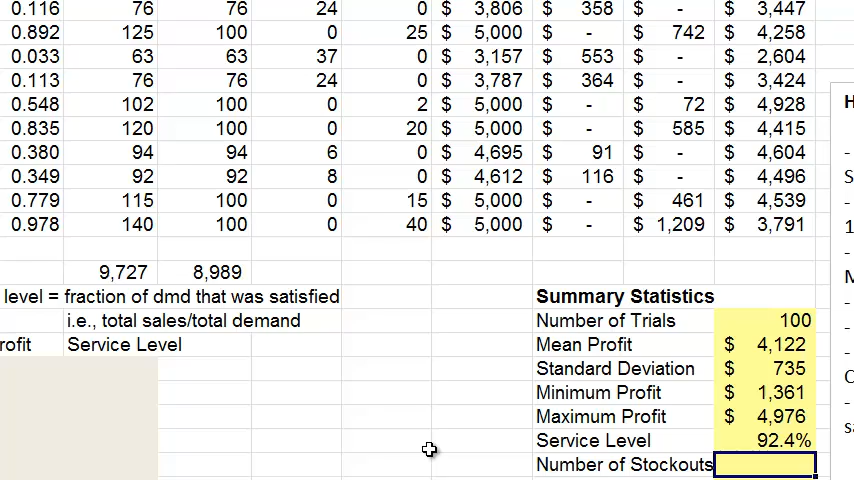 0.116 76 76 24 0 $ 3,806 $ 358 $ - $ 3,447
0.892 125 100 0 25 $ 5,000 $ - $ 742 $ 4,258
0.033 63 63 37 0 $ 3,157 $ 553 $ - $ 2,604
0.113 76 76 24 0 $ 3,787 $ 364 $ - $ 3,424
0.548 102 100 0 2 $ 5,000 $ - $ 72 $ 4,928
0.835 120 100 0 20 $ 5,000 $ - $ 585 $ 4,415
0.380 94 94 6 0 $ 4,695 $ 91 $ - $ 4,604
0.349 92 92 8 0 $ 4,612 $ 116 $ - $ 4,496
0.779 115 100 0 15 $ 5,000 $ - $ 461 $ 4,539
0.978 140 100 0 40 $ 5,000 $ - $ 1,209 $ 3,791
9,727 8,989
level = fraction of dmd that was satisfied
i.e., total sales/total demand
rofit Service Level
Summary Statistics
Number of Trials 100
Mean Profit $ 4,122
Standard Deviation $ 735
Minimum Profit $ 1,361
Maximum Profit $ 4,976
Service Level 92.4%
Number of Stockouts